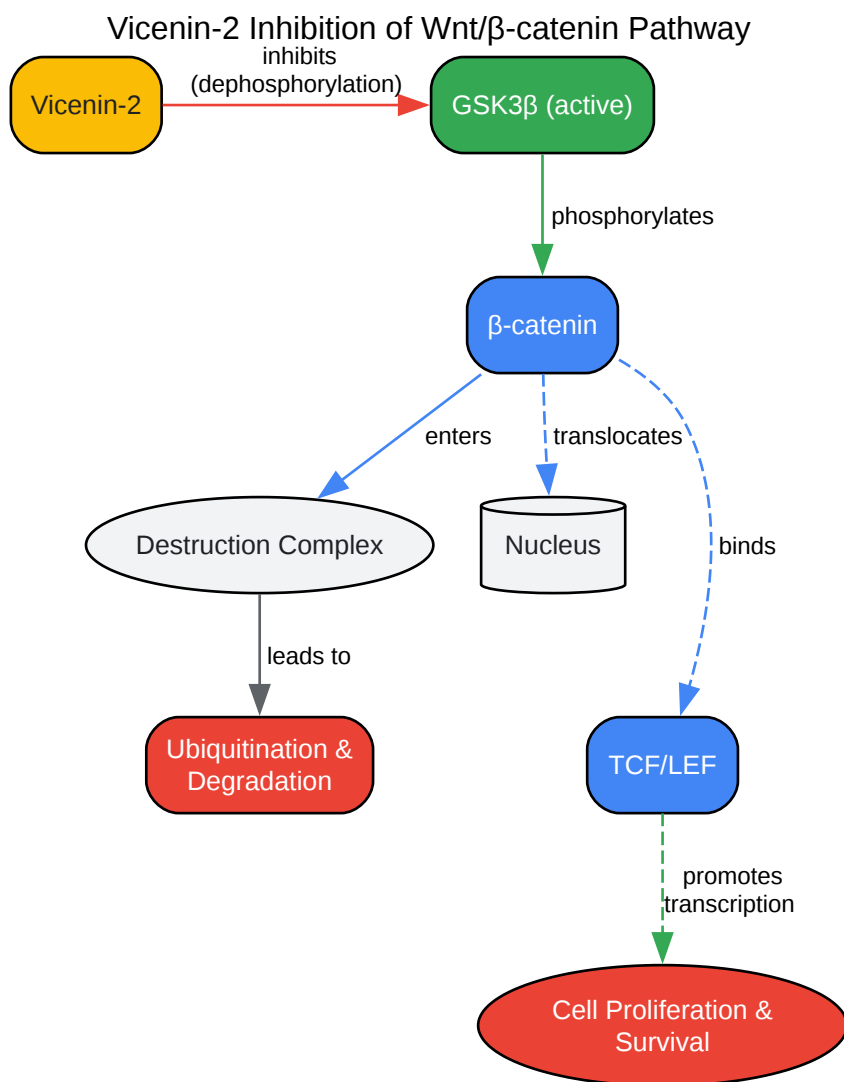 Vicenin-2 Inhibition of Wnt/β-catenin Pathway
inhibits
(dephosphorylation)
Vicenin-2
GSK3β (active)
phosphorylates
β-catenin
enters
translocates
binds
Destruction Complex
Nucleus
leads to
Ubiquitination &
Degradation
TCF/LEF
promotes
transcription
Cell Proliferation &
Survival